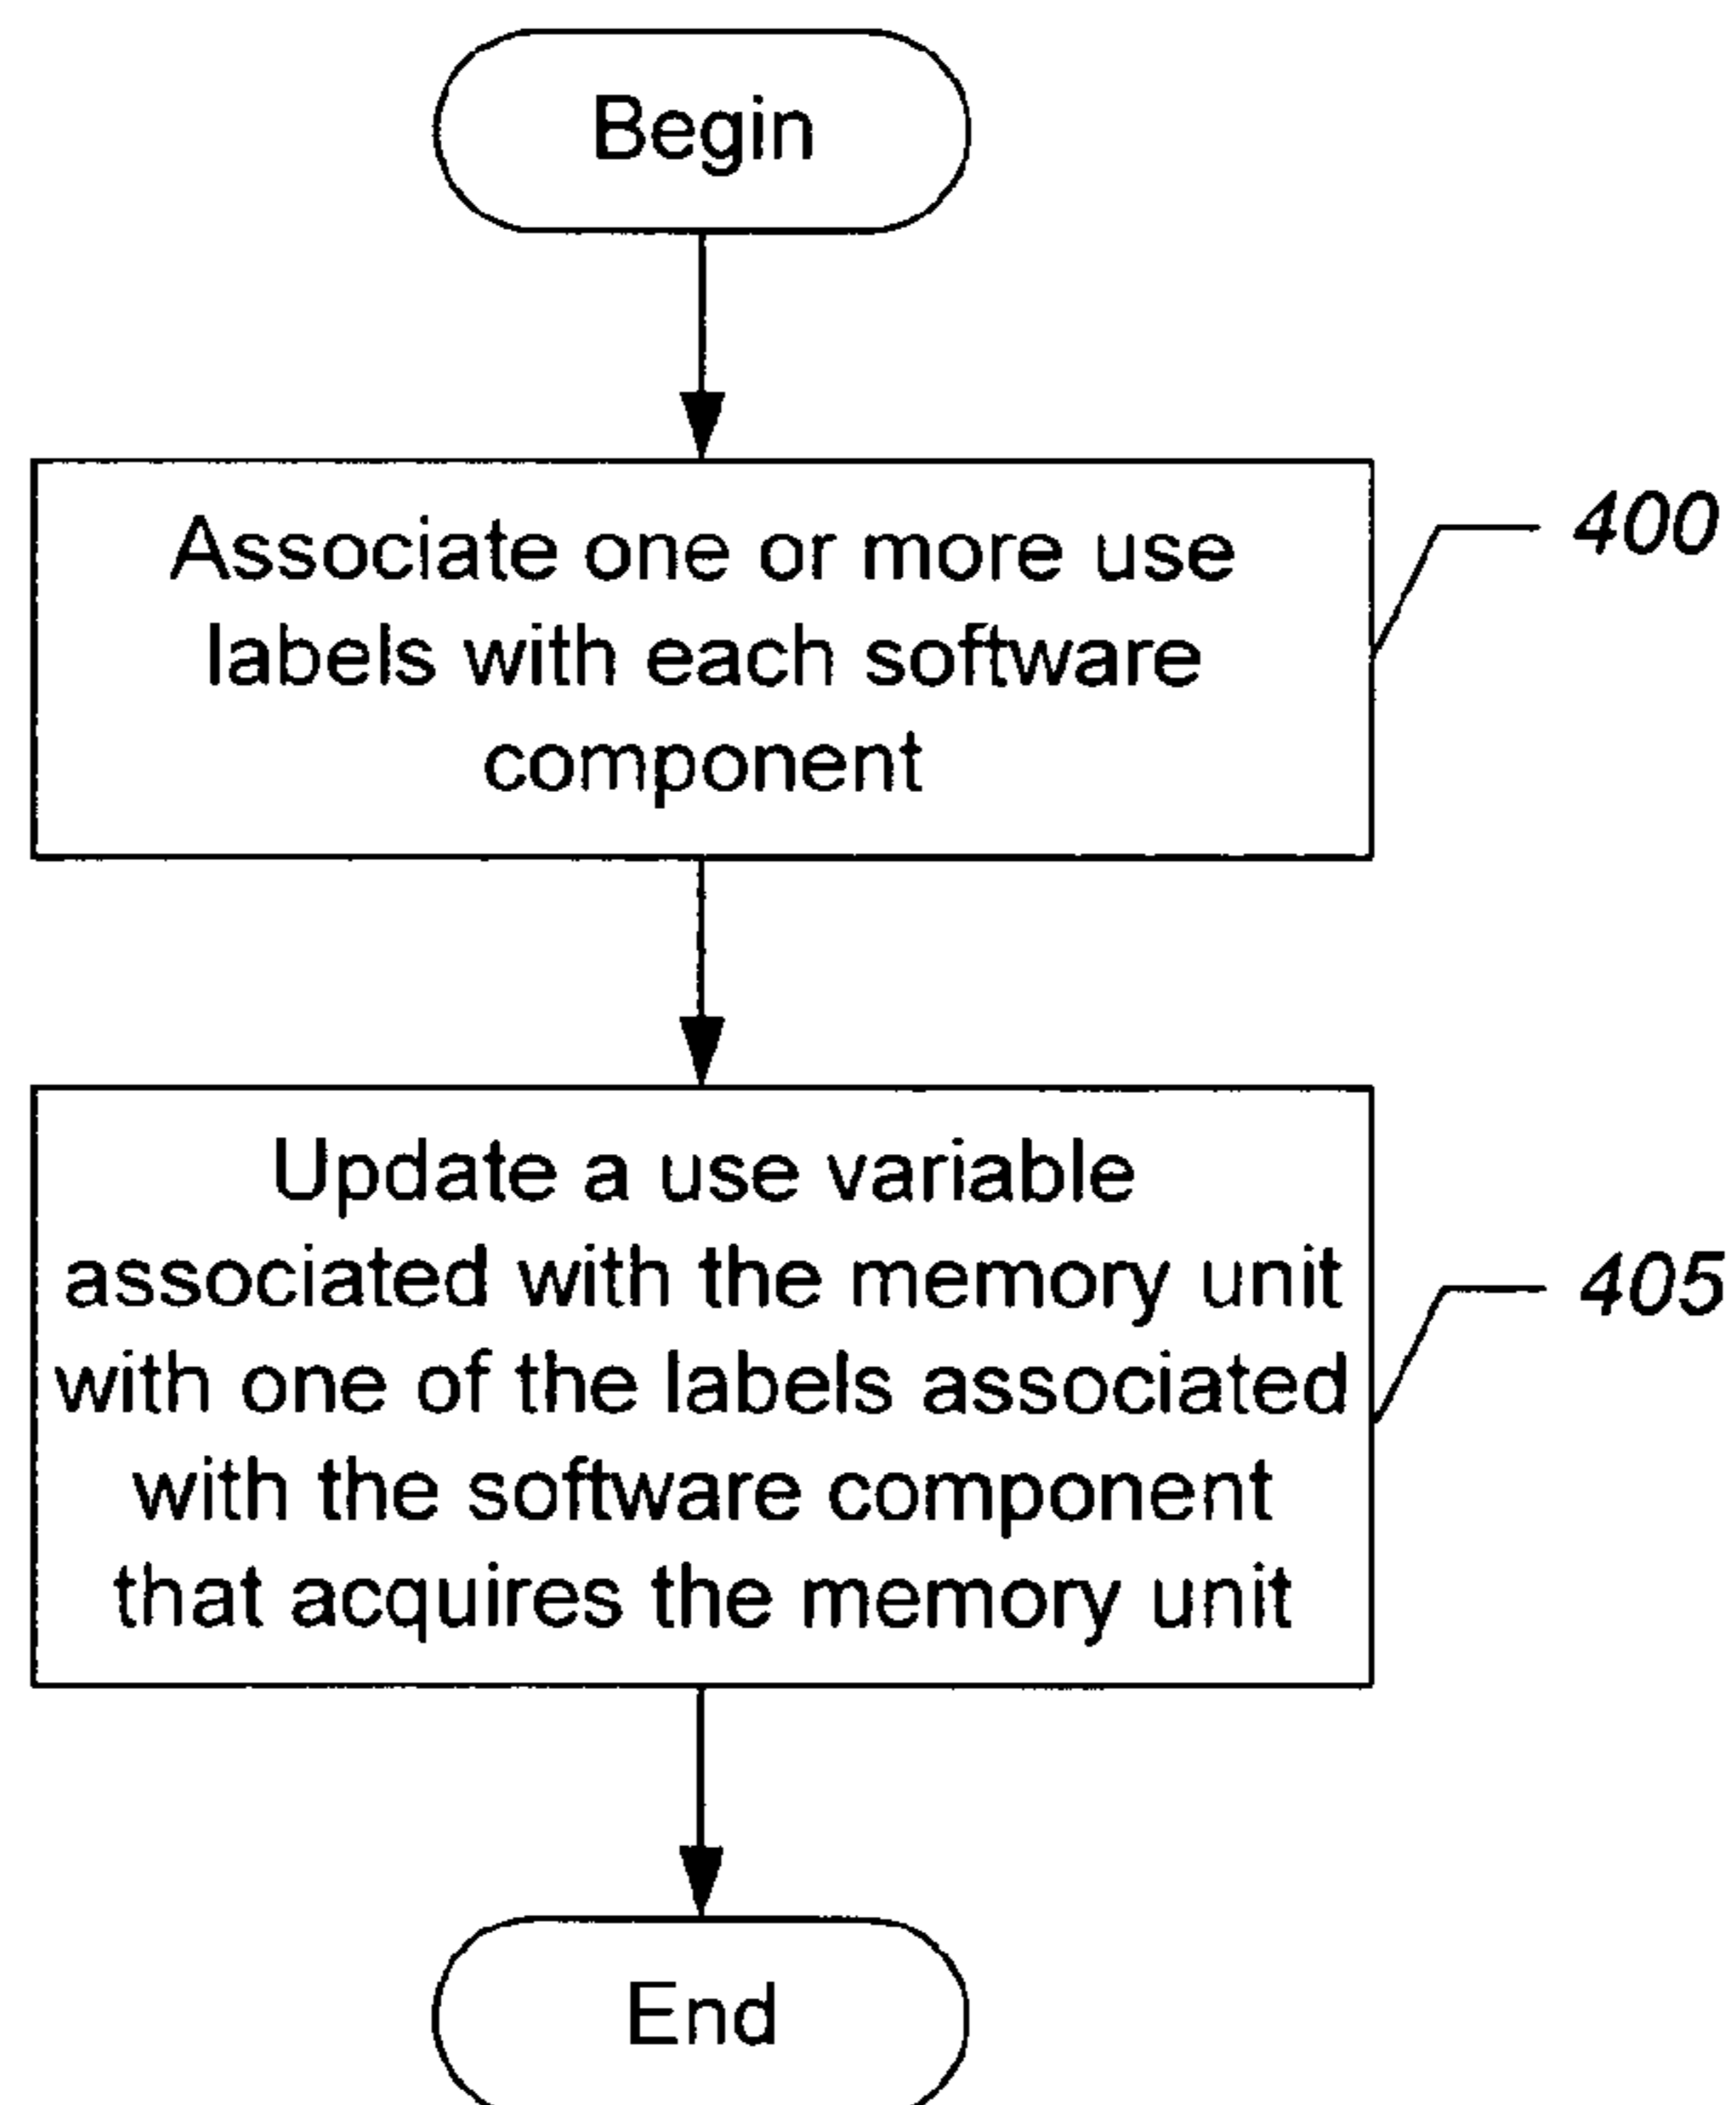 Begin
Associate one or more use
labels with each software
component
400
Update a use variable
associated with the memory unit
with one of the labels associated
with the software component
that acquires the memory unit
405
End